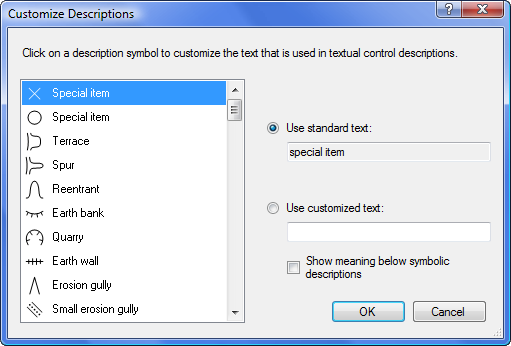 Customize Descriptions
Click on a description symbol to customize the text that is used in textual control descriptions.
Special item
Special item
Terrace
Spur
Reentrant
Earth bank
Quarry
Earth wall
Erosion gully
Small erosion gully
Use standard text:
special item
Use customized text:
Show meaning below symbolic
descriptions
OK
Cancel